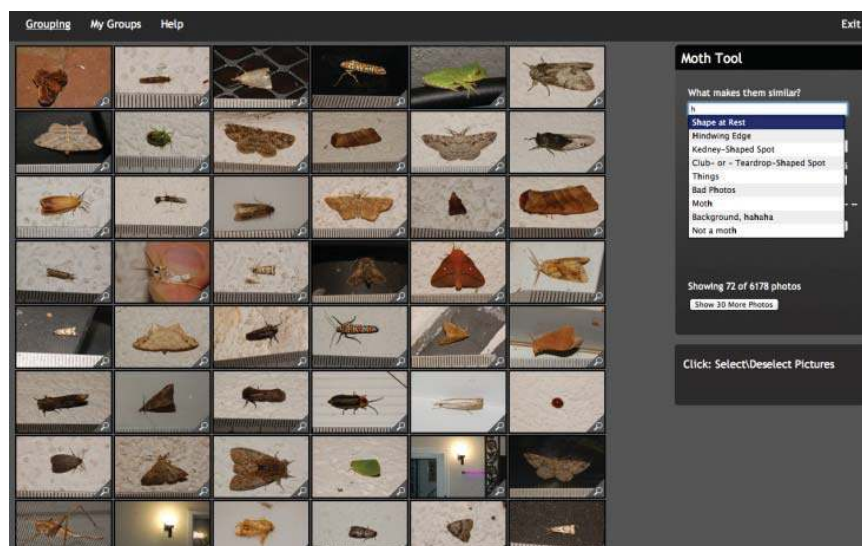 Grouping My Groups Help Exit
Moth Tool
What makes them similar?
h
Shape at Rest
Hindwing Edge
Kedney-Shaped Spot
Club- or - Teardrop-Shaped Spot
Things
Bad Photos
Moth
Background, hahaha
Not a moth
Showing 72 of 6178 photos
Show 30 More Photos
Click: Select\Deselect Pictures